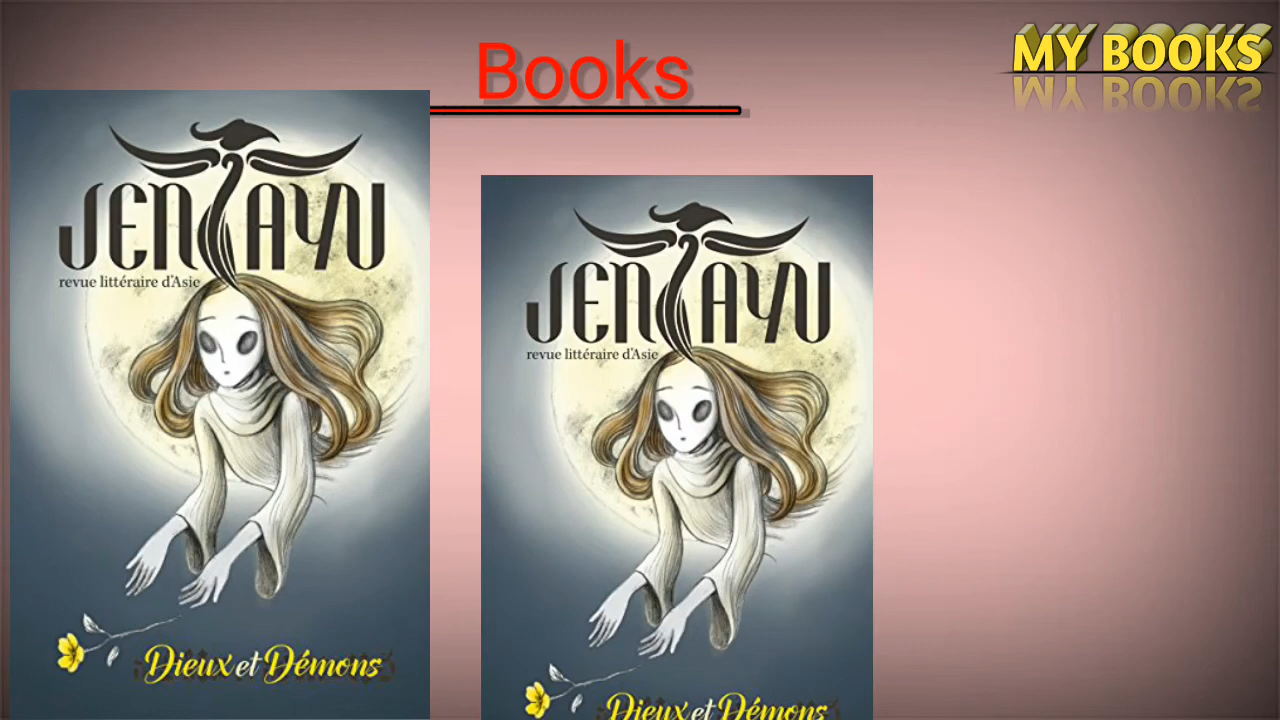 Books
MY BOOKS
JENTAYU
revue littéraire d'Asie
Dieux et Démons
JENTAYU
revue littéraire d'Asie
Dieux et Démons